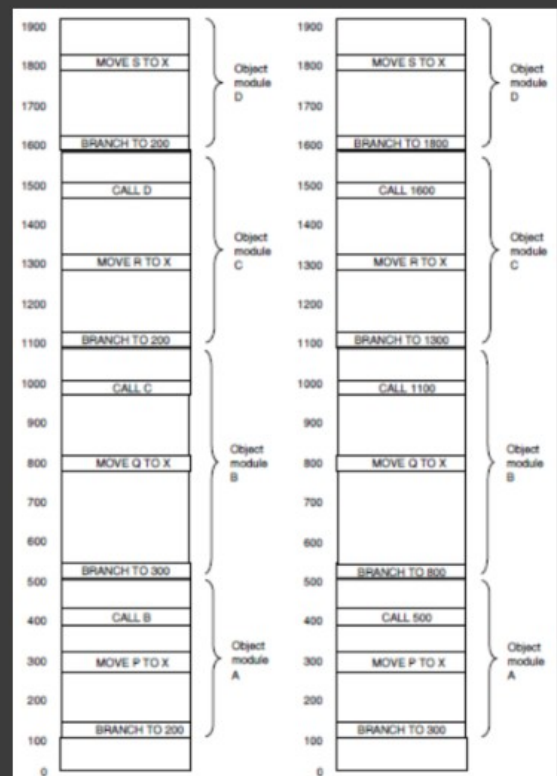 1900
1800 MOVE S TO X
Object module D
1700
1600 BRANCH TO 200
1500 CALL D
1400
Object module C
1300 MOVE R TO X
1200
1100 BRANCH TO 200
1000 CALL C
900
800 MOVE Q TO X
Object module B
700
600
BRANCH TO 300
500
400 CALL B
300 MOVE P TO X
Object module A
200
100 BRANCH TO 200
0
1900
1800 MOVE S TO X
Object module D
1700
1600 BRANCH TO 1800
1500 CALL 1600
1400
Object module C
1300 MOVE R TO X
1200
1100 BRANCH TO 1300
1000 CALL 1100
900
800 MOVE Q TO X
Object module B
700
600
BRANCH TO 800
500
400 CALL 500
300 MOVE P TO X
Object module A
200
100 BRANCH TO 300
0